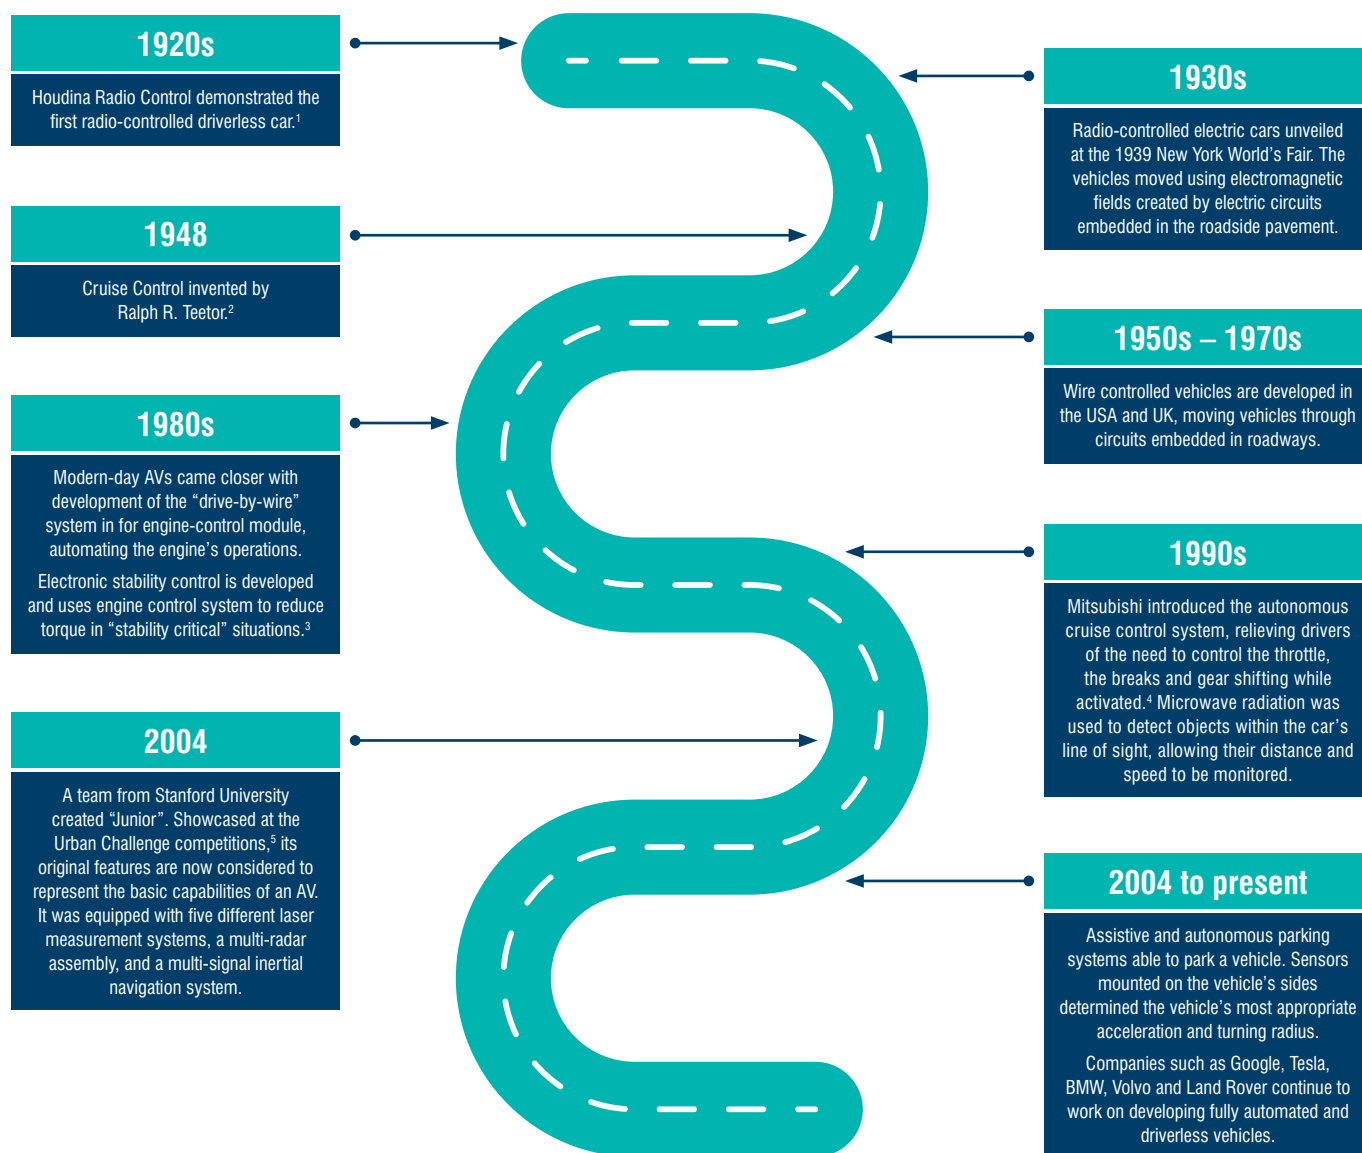 1920s
Houdina Radio Control demonstrated the
first radio-controlled driverless car.¹
1930s
Radio-controlled electric cars unveiled
at the 1939 New York World's Fair. The
vehicles moved using electromagnetic
fields created by electric circuits
embedded in the roadside pavement.
1948
Cruise Control invented by
Ralph R. Teetor.²
1950s – 1970s
Wire controlled vehicles are developed in
the USA and UK, moving vehicles through
circuits embedded in roadways.
1980s
Modern-day AVs came closer with
development of the “drive-by-wire”
system in for engine-control module,
automating the engine's operations.
Electronic stability control is developed
and uses engine control system to reduce
torque in “stability critical” situations.³
1990s
Mitsubishi introduced the autonomous
cruise control system, relieving drivers
of the need to control the throttle,
the breaks and gear shifting while
activated.⁴ Microwave radiation was
used to detect objects within the car's
line of sight, allowing their distance and
speed to be monitored.
2004
A team from Stanford University
created “Junior”. Showcased at the
Urban Challenge competitions,⁵ its
original features are now considered to
represent the basic capabilities of an AV.
It was equipped with five different laser
measurement systems, a multi-radar
assembly, and a multi-signal inertial
navigation system.
2004 to present
Assistive and autonomous parking
systems able to park a vehicle. Sensors
mounted on the vehicle's sides
determined the vehicle's most appropriate
acceleration and turning radius.
Companies such as Google, Tesla,
BMW, Volvo and Land Rover continue to
work on developing fully automated and
driverless vehicles.